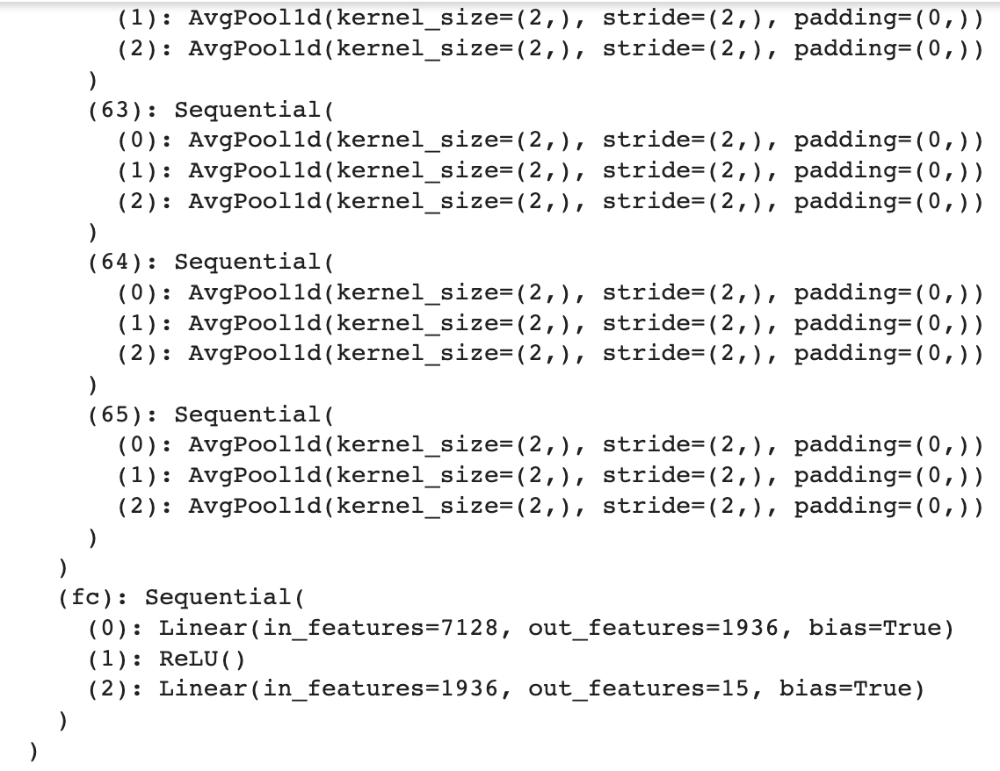 (1): AvgPool1d(kernel_size=(2,), stride=(2,), padding=(0,))
(2): AvgPool1d(kernel_size=(2,), stride=(2,), padding=(0,))
)
(63): Sequential(
(0): AvgPool1d(kernel_size=(2,), stride=(2,), padding=(0,))
(1): AvgPool1d(kernel_size=(2,), stride=(2,), padding=(0,))
(2): AvgPool1d(kernel_size=(2,), stride=(2,), padding=(0,))
)
(64): Sequential(
(0): AvgPool1d(kernel_size=(2,), stride=(2,), padding=(0,))
(1): AvgPool1d(kernel_size=(2,), stride=(2,), padding=(0,))
(2): AvgPool1d(kernel_size=(2,), stride=(2,), padding=(0,))
)
(65): Sequential(
(0): AvgPool1d(kernel_size=(2,), stride=(2,), padding=(0,))
(1): AvgPool1d(kernel_size=(2,), stride=(2,), padding=(0,))
(2): AvgPool1d(kernel_size=(2,), stride=(2,), padding=(0,))
)
)
(fc): Sequential(
(0): Linear(in_features=7128, out_features=1936, bias=True)
(1): ReLU()
(2): Linear(in_features=1936, out_features=15, bias=True)
)
)